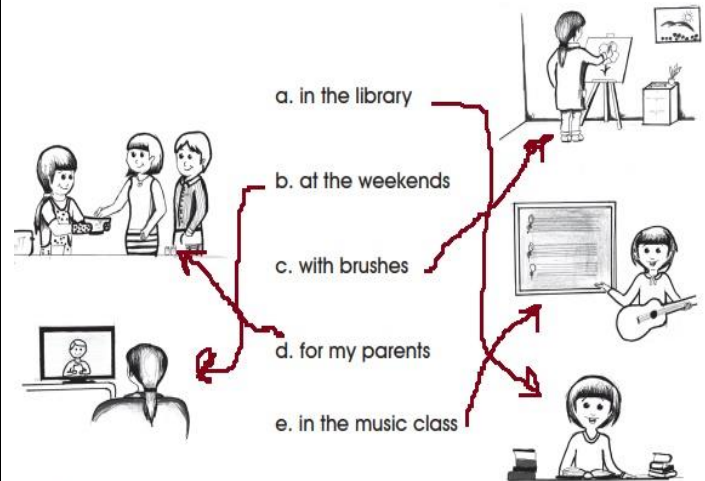 a. in the library
b. at the weekends
c. with brushes
d. for my parents
e. in the music class